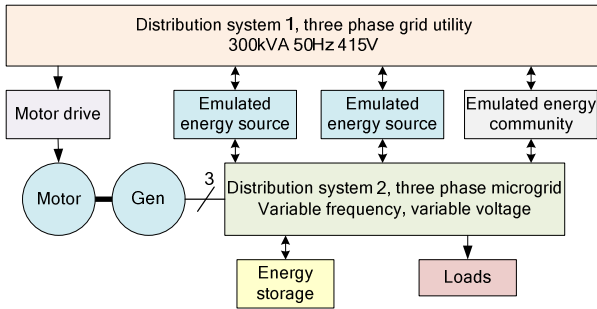 Distribution system 1, three phase grid utility
300kVA 50Hz 415V
Motor drive
Emulated
energy source
Emulated
energy source
Emulated energy
community
Motor
Gen
3
Distribution system 2, three phase microgrid
Variable frequency, variable voltage
Energy
storage
Loads